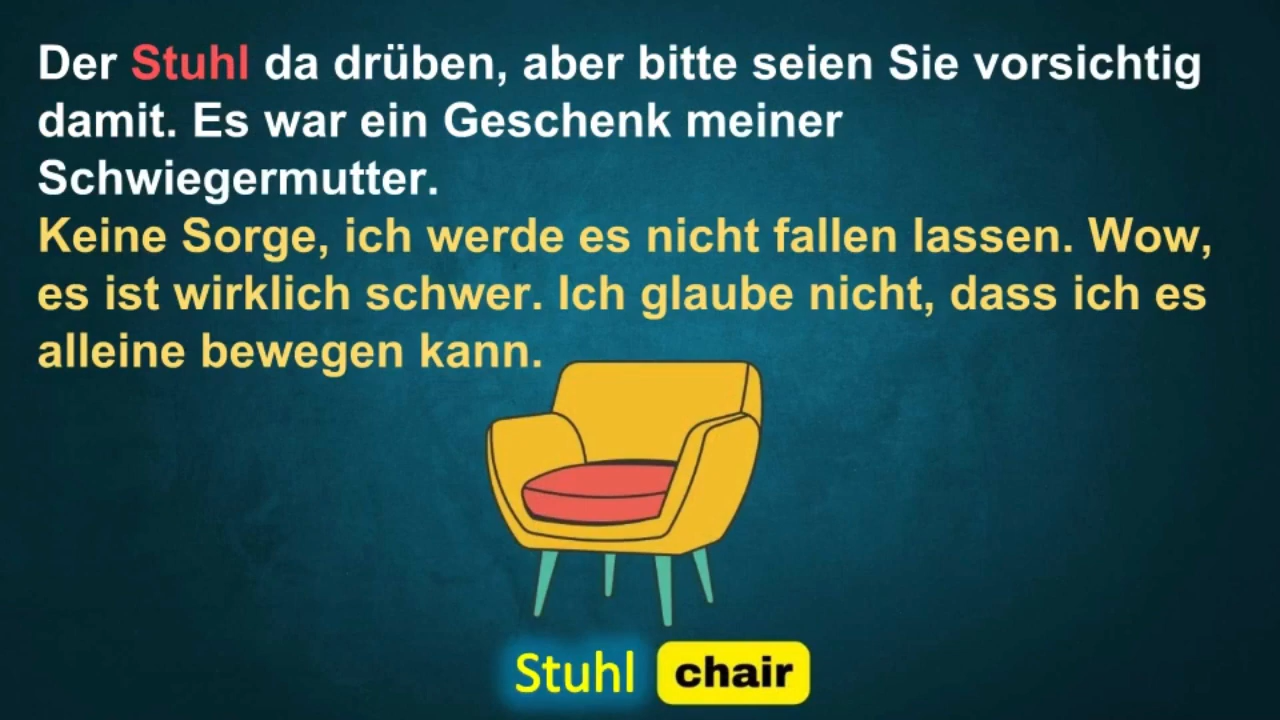 Der Stuhl da drüben, aber bitte seien Sie vorsichtig
damit. Es war ein Geschenk meiner
Schwiegermutter.
Keine Sorge, ich werde es nicht fallen lassen. Wow,
es ist wirklich schwer. Ich glaube nicht, dass ich es
alleine bewegen kann.
Stuhl chair